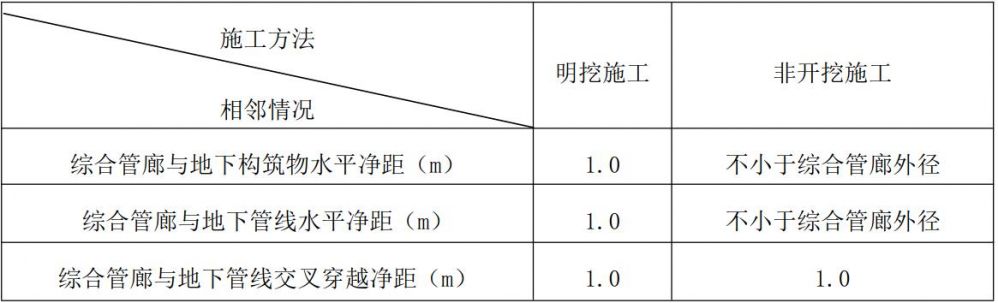 施工方法
相邻情况
明挖施工
非开挖施工
综合管廊与地下构筑物水平净距（m）
1.0
不小于综合管廊外径
综合管廊与地下管线水平净距（m）
1.0
不小于综合管廊外径
综合管廊与地下管线交叉穿越净距（m）
1.0
1.0